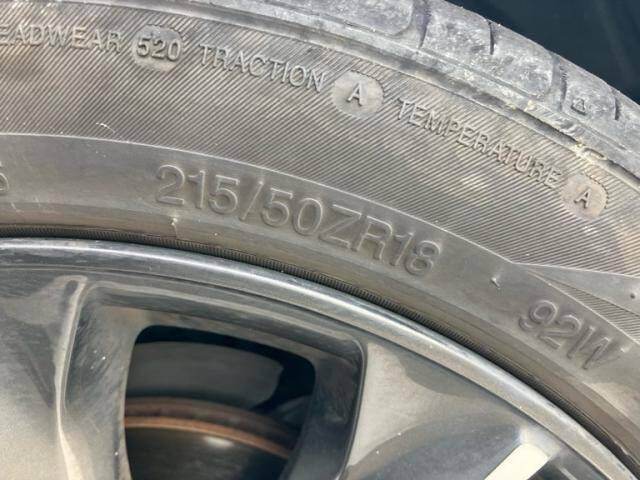 EADWEAR 520 TRACTION A TEMPERATURE A
215/50ZR18 92W